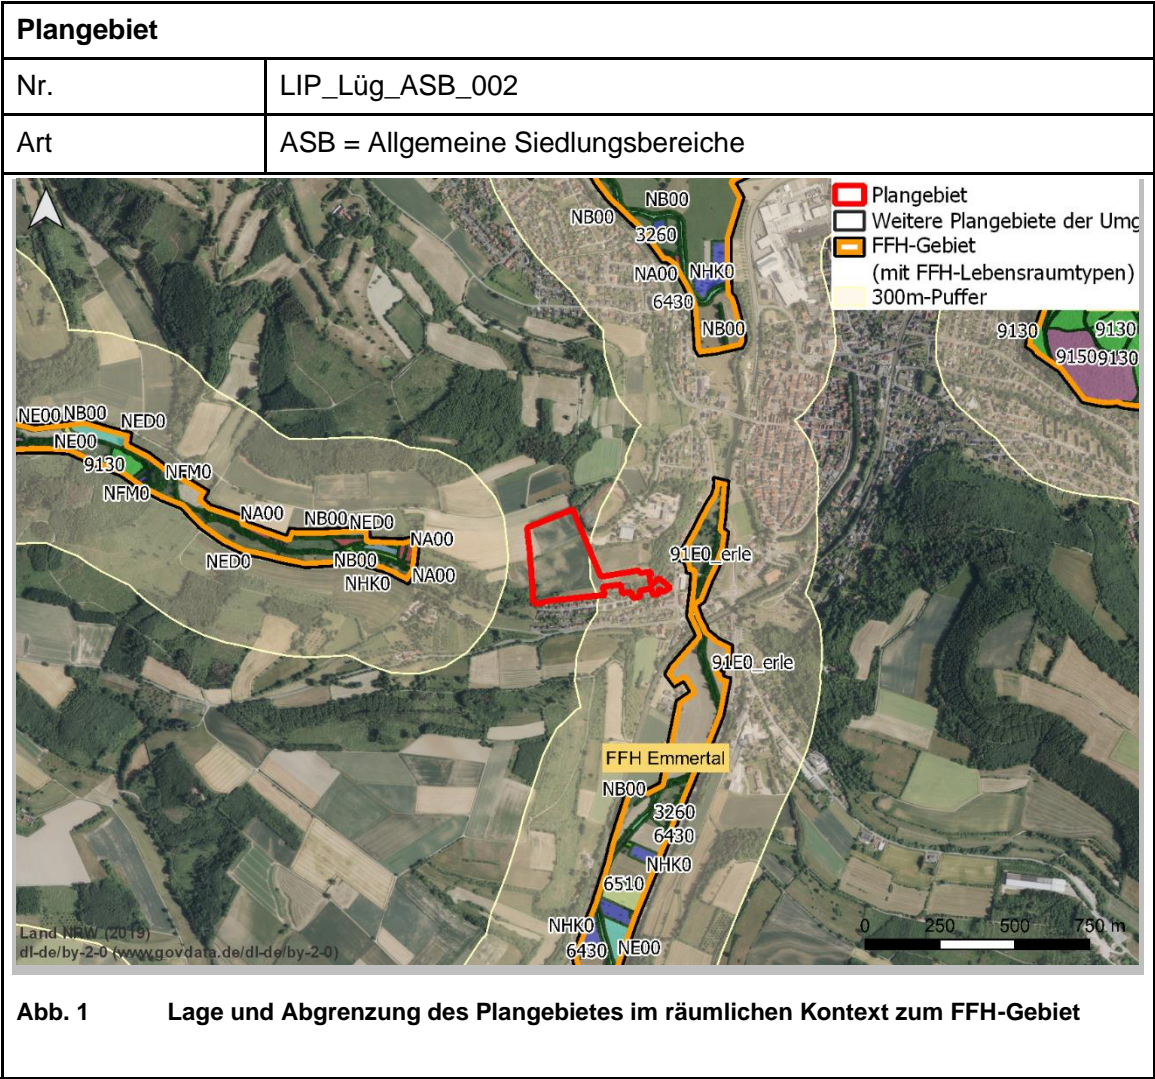 Plangebiet
Nr. LIP_Lüg_ASB_002
Art ASB = Allgemeine Siedlungsbereiche
Plangebiet
Weitere Plangebiete der Umg
FFH-Gebiet
(mit FFH-Lebensraumtypen)
300m-Puffer
NB00
NB00
3260
NA00 NHK0
6430
NB00
9130 9130
9150 9130
NE00 NB00 NED0
NE00
9130
NFM0
NFM0
NA00
NB00 NED0
NA00
NED0
NB00
NHK0 NA00
91E0_erle
91E0_erle
FFH Emmertal
NB00
3260
6430
NHK0
6510
NHK0
6430 NE00
0 250 500 750 m
Land NRW (2019)
dl-de/by-2-0 (www.govdata.de/dl-de/by-2-0)
Abb. 1 Lage und Abgrenzung des Plangebietes im räumlichen Kontext zum FFH-Gebiet